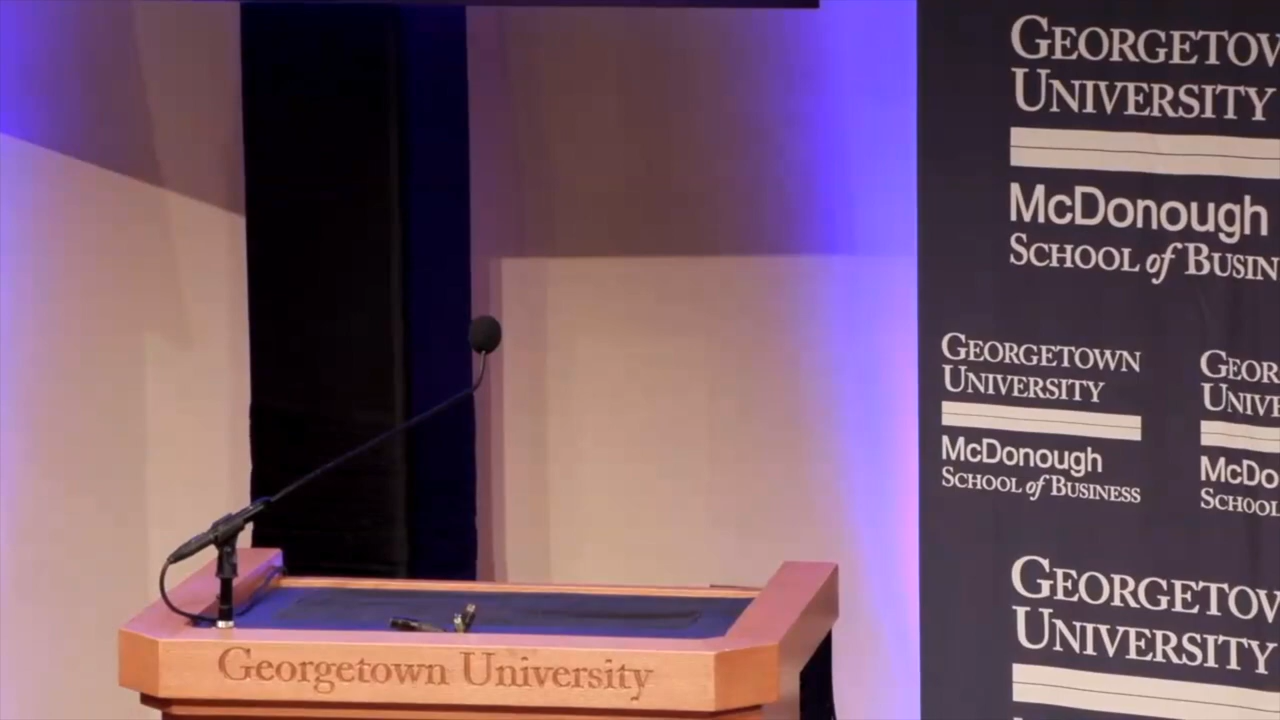 GEORGETOW
UNIVERSITY
McDonough
SCHOOL of BUSIN
GEORGETOWN
UNIVERSITY
McDonough
SCHOOL of BUSINESS
GEOR
UNIVE
McDo
SCHOOL
GEORGETOW
UNIVERSITY
Georgetown University